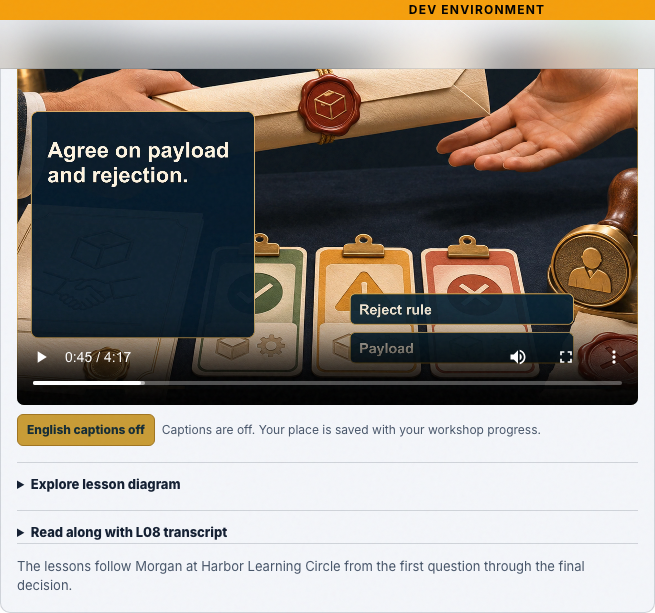 DEV ENVIRONMENT
Agree on payload
and rejection.
Reject rule
Payload
0:45 / 4:17
English captions off
Captions are off. Your place is saved with your workshop progress.
Explore lesson diagram
Read along with L08 transcript
The lessons follow Morgan at Harbor Learning Circle from the first question through the final
decision.